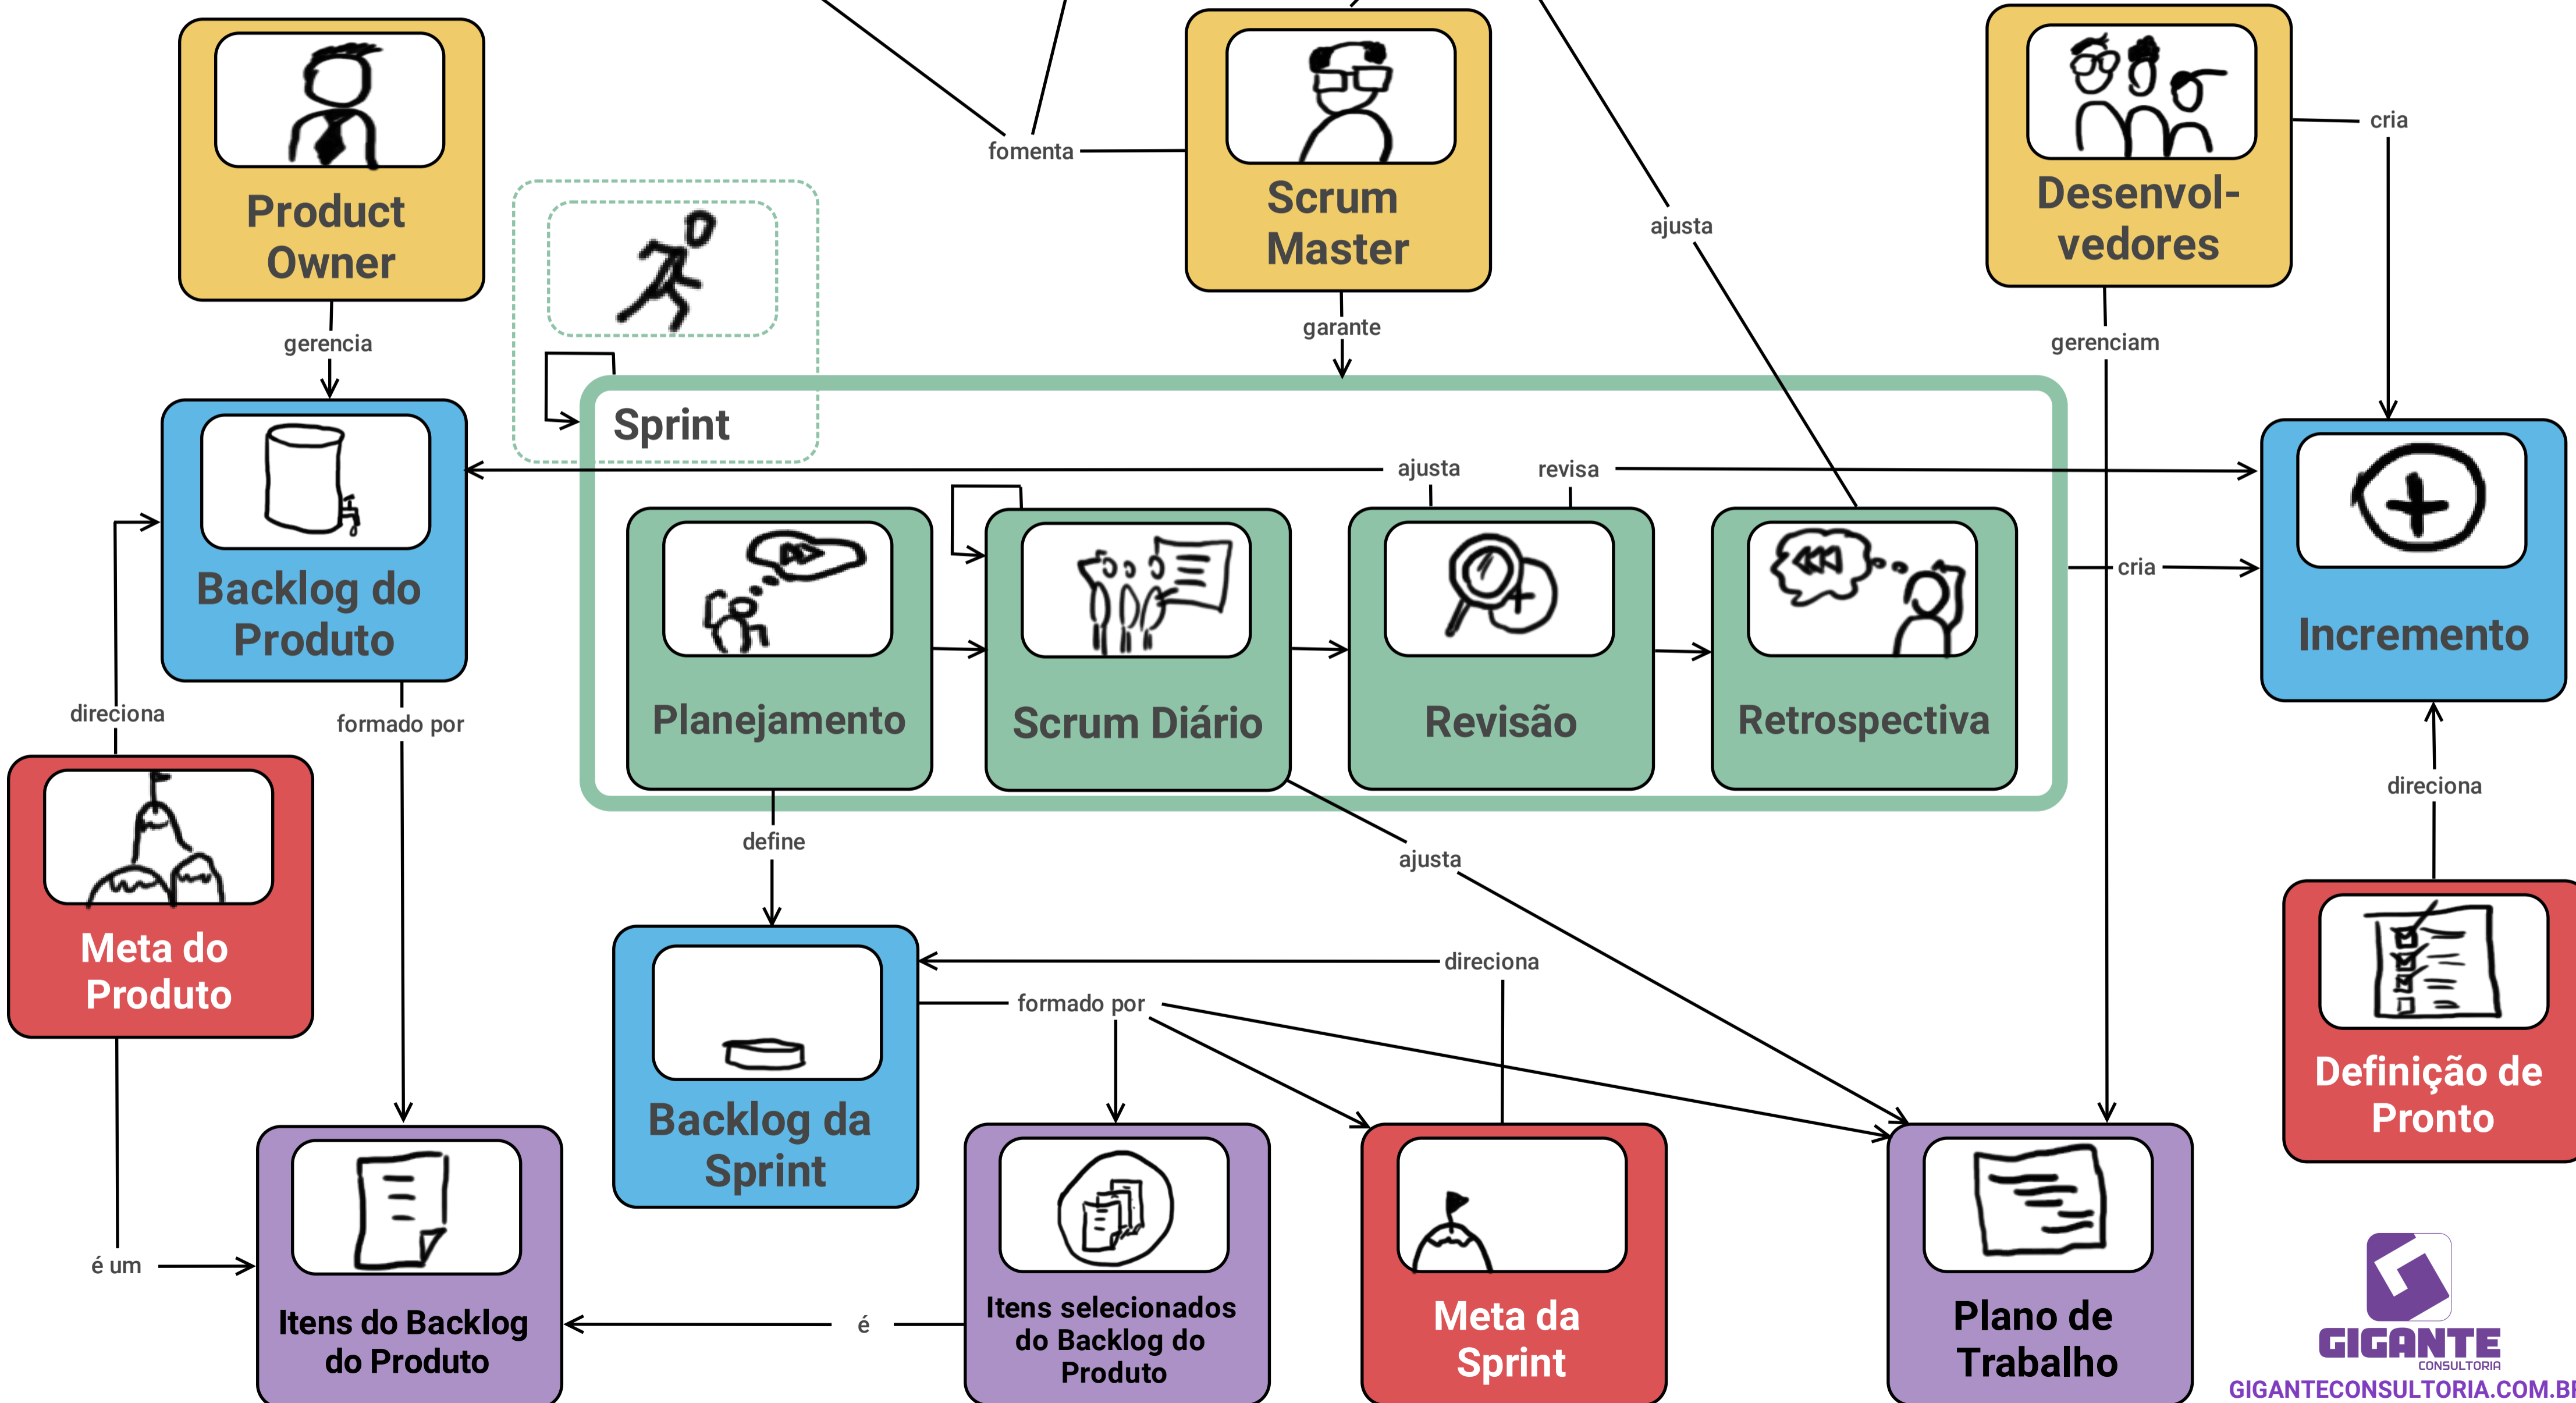 Product
Owner
gerencia
fomenta
Scrum
Master
garante
ajusta
Desenvol-
vedores
gerenciam
cria
Sprint
Backlog do
Produto
ajusta
revisa
Planejamento
Scrum Diário
Revisão
Retrospectiva
cria
Incremento
direciona
formado por
direciona
Meta do
Produto
define
ajusta
Backlog da
Sprint
direciona
formado por
Definição de
Pronto
é um
Itens do Backlog
do Produto
é
Itens selecionados
do Backlog do
Produto
Meta da
Sprint
Plano de
Trabalho
GIGANTE
CONSULTORIA
GIGANTECONSULTORIA.COM.BR